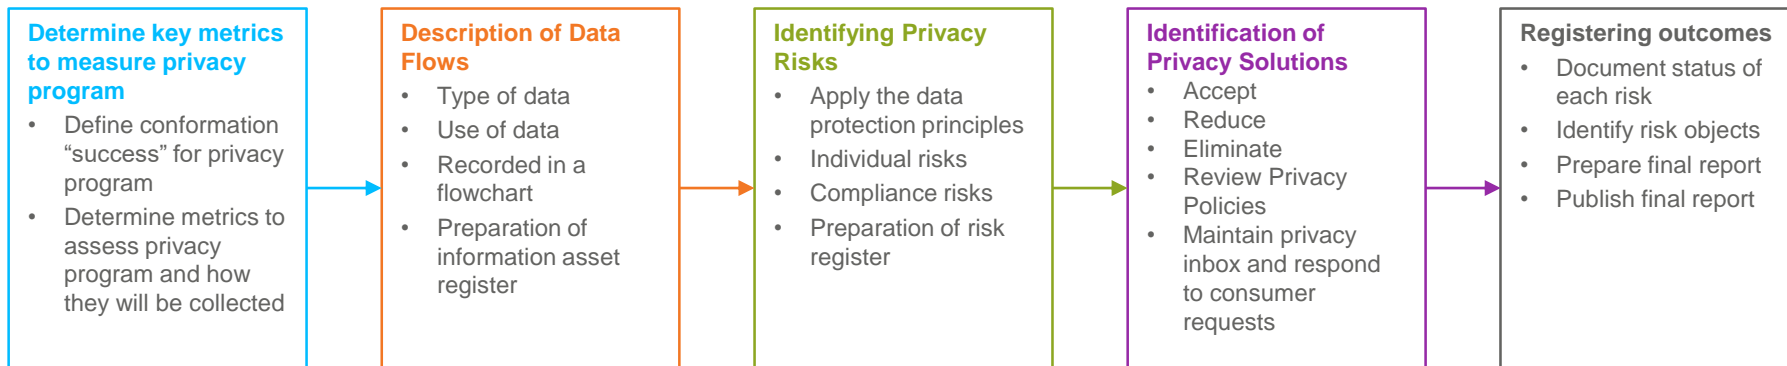 Determine key metrics
to measure privacy
program
• Define conformation
“success” for privacy
program
• Determine metrics to
assess privacy
program and how
they will be collected
Description of Data
Flows
• Type of data
• Use of data
• Recorded in a
flowchart
• Preparation of
information asset
register
Identifying Privacy
Risks
• Apply the data
protection principles
• Individual risks
• Compliance risks
• Preparation of risk
register
Identification of
Privacy Solutions
• Accept
• Reduce
• Eliminate
• Review Privacy
Policies
• Maintain privacy
inbox and respond
to consumer
requests
Registering outcomes
• Document status of
each risk
• Identify risk objects
• Prepare final report
• Publish final report